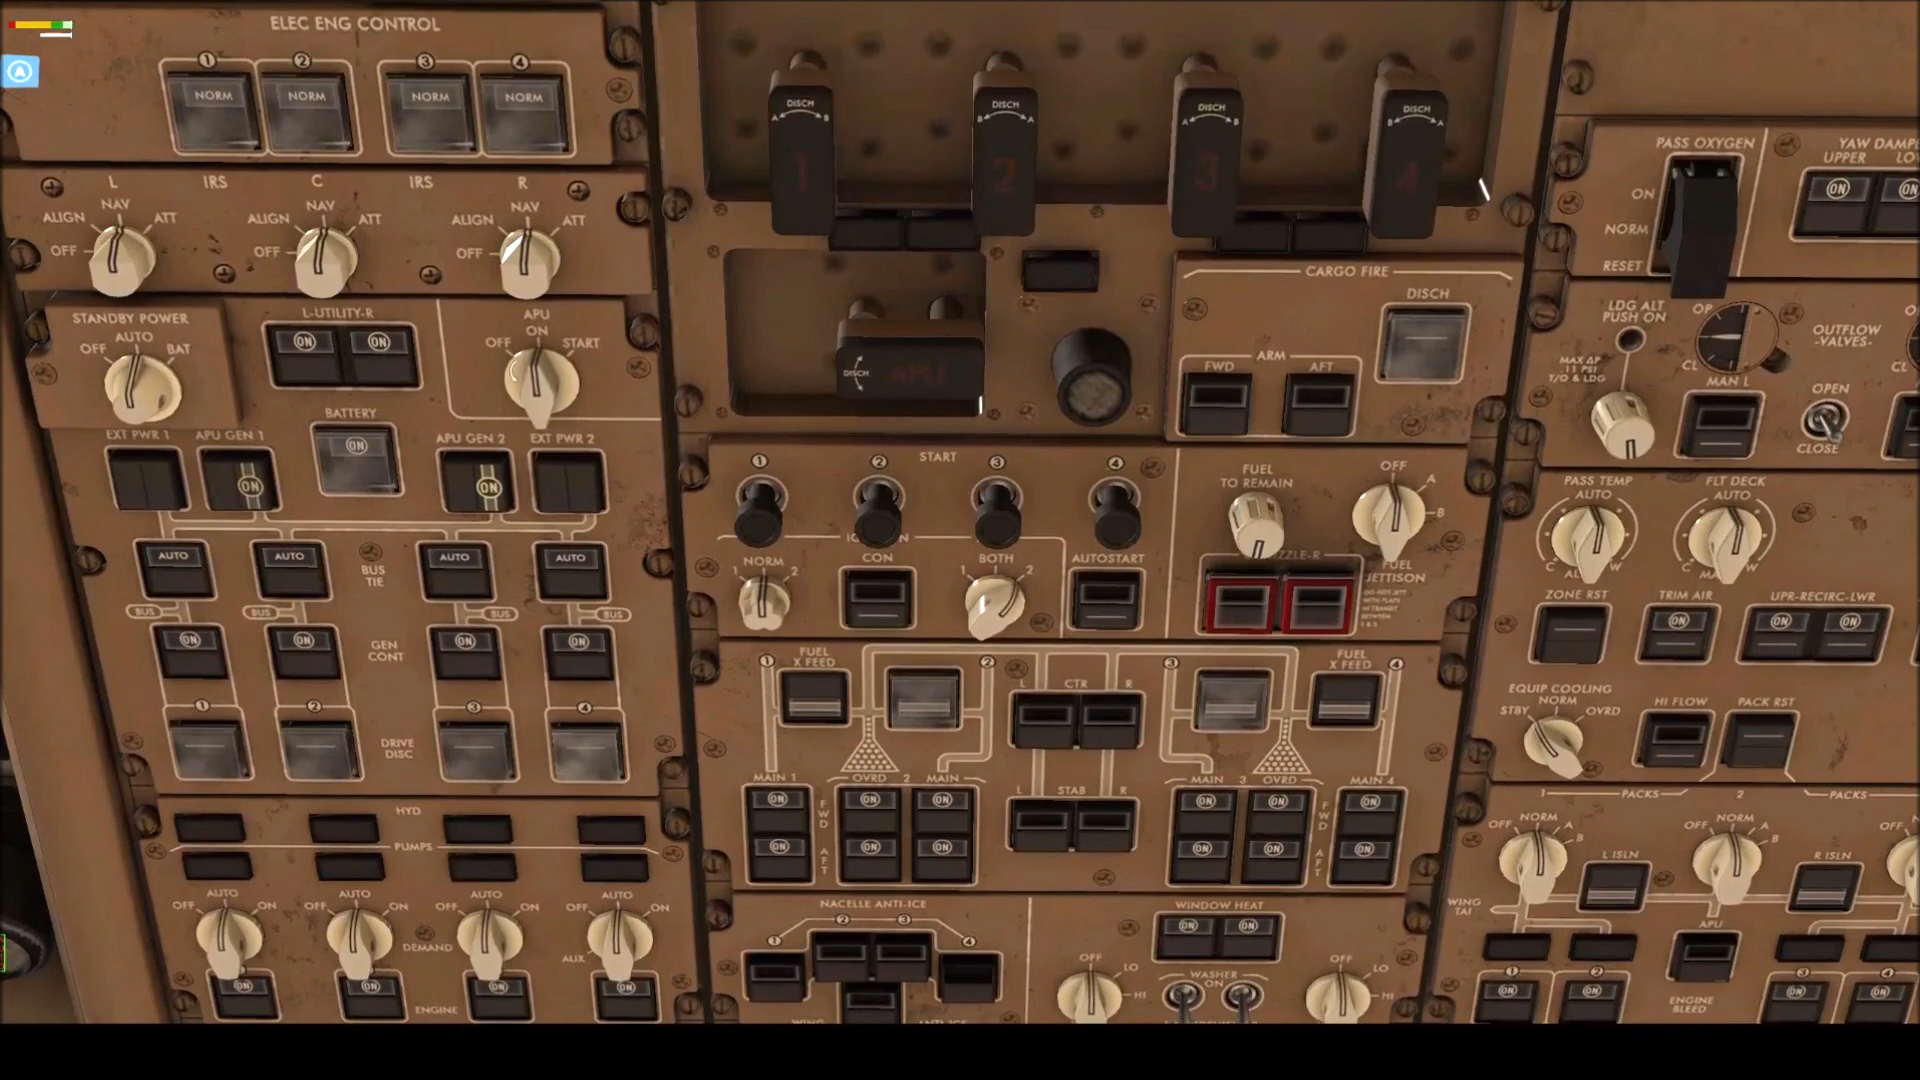 ELEC ENG CONTROL
1 2 3 4
NORM NORM NORM NORM
L IRS C IRS R
NAV NAV NAV
ALIGN ATT ALIGN ATT ALIGN ATT
OFF OFF OFF
STANDBY POWER
AUTO
OFF BAT
L-UTILITY-R
ON ON
APU
ON
OFF START
BATTERY
ON
EXT PWR 1 APU GEN 1 APU GEN 2 EXT PWR 2
ON ON
AUTO AUTO AUTO AUTO
BUS
TIE
BUS BUS BUS BUS
ON ON ON ON
GEN
CONT
1 2 3 4
DRIVE
DISC
HYD
PUMPS
AUTO AUTO AUTO AUTO
OFF ON OFF ON OFF ON OFF ON
DEMAND
AUX
ON ON ON ON
ENGINE
DISCH DISCH DISCH DISCH
A B B A A B B A
1 2 3 4
DISCH APU
CARGO FIRE
DISCH
ARM
FWD AFT
START
1 2 3 4
CON BOTH AUTOSTART
NORM
1 2 1 2
FUEL
TO REMAIN
OFF
A
B
FUEL
JETTISON
FUEL
X FEED
FUEL
X FEED
1 2 3 4
L CTR R
MAIN 1 OVRD 2 MAIN MAIN 3 OVRD MAIN 4
L STAB R
ON ON ON ON ON ON
FWD FWD
ON ON ON ON ON ON
AFT AFT
NACELLE ANTI-ICE
1 2 3 4
WINDOW HEAT
ON ON
WASHER
ON
OFF LO HI
OFF LO HI
PASS OXYGEN
ON
NORM
RESET
UPPER
ON ON
LDG ALT
PUSH ON
OP
CL
OUTFLOW
-VALVES-
MAX ΔP
11 PSI
T/O & LDG
MAN L
OPEN
CLOSE
CL
PASS TEMP
AUTO
C W
FLT DECK
AUTO
C W
ZONE RST TRIM AIR UPR-RECIRC-LWR
ON ON ON
EQUIP COOLING
NORM
STBY OVRD
HI FLOW PACK RST
1 PACKS 2 PACKS
OFF NORM A B OFF NORM A B OFF
L ISLN R ISLN
WING
TAI
APU
1 2 3 4
ON ON ON ON
ENGINE
BLEED